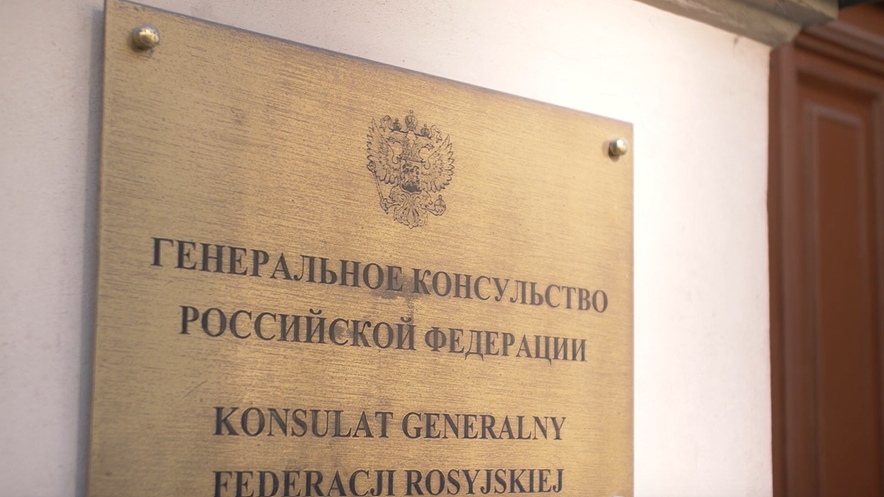 ГЕНЕРАЛЬНОЕ КОНСУЛЬСТВО
РОССИЙСКОЙ ФЕДЕРАЦИИ
KONSULAT GENERALNY
FEDERACJI ROSYJSKIEJ